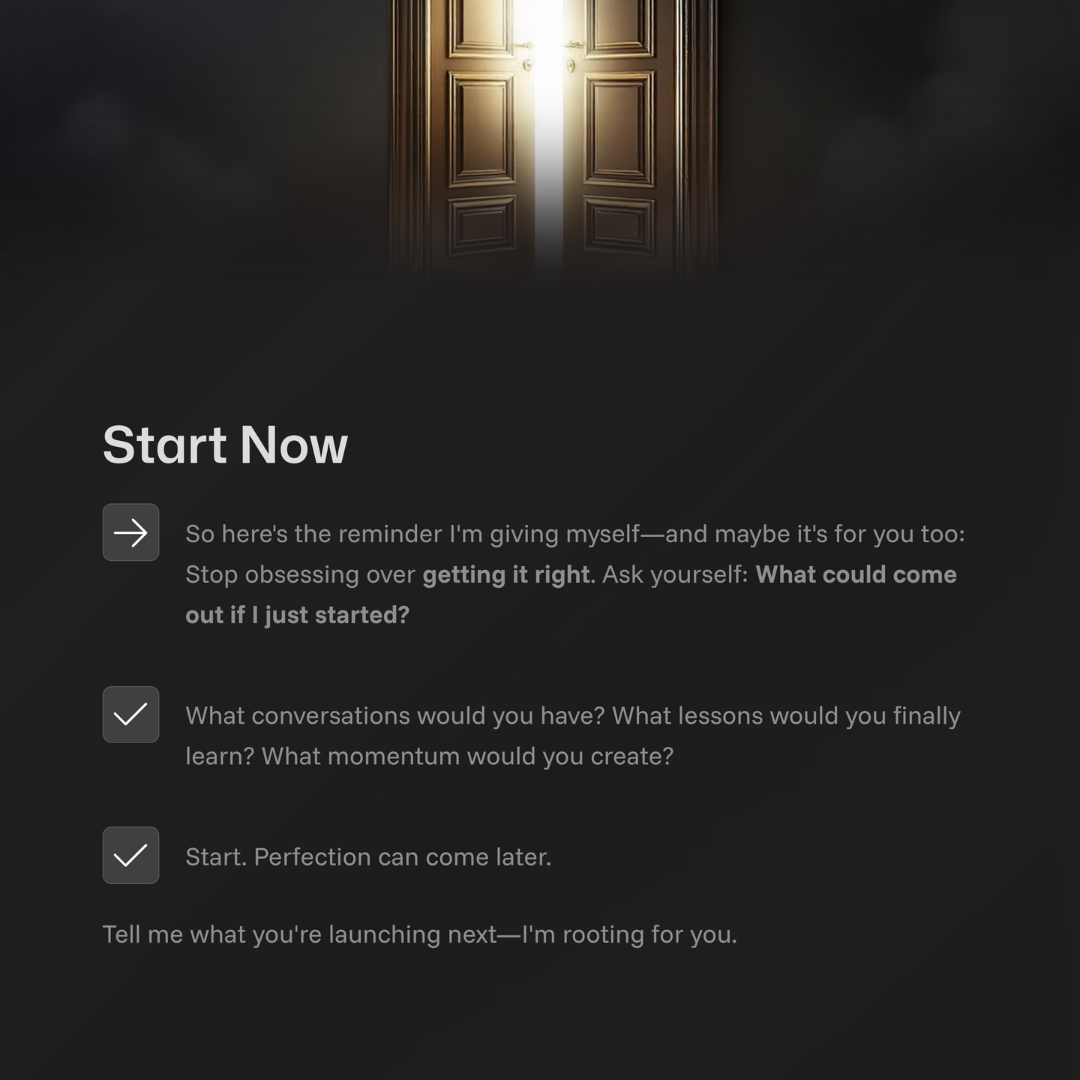 Start Now
So here's the reminder I'm giving myself—and maybe it's for you too:
Stop obsessing over getting it right. Ask yourself: What could come
out if I just started?
What conversations would you have? What lessons would you finally
learn? What momentum would you create?
Start. Perfection can come later.
Tell me what you're launching next—I'm rooting for you.